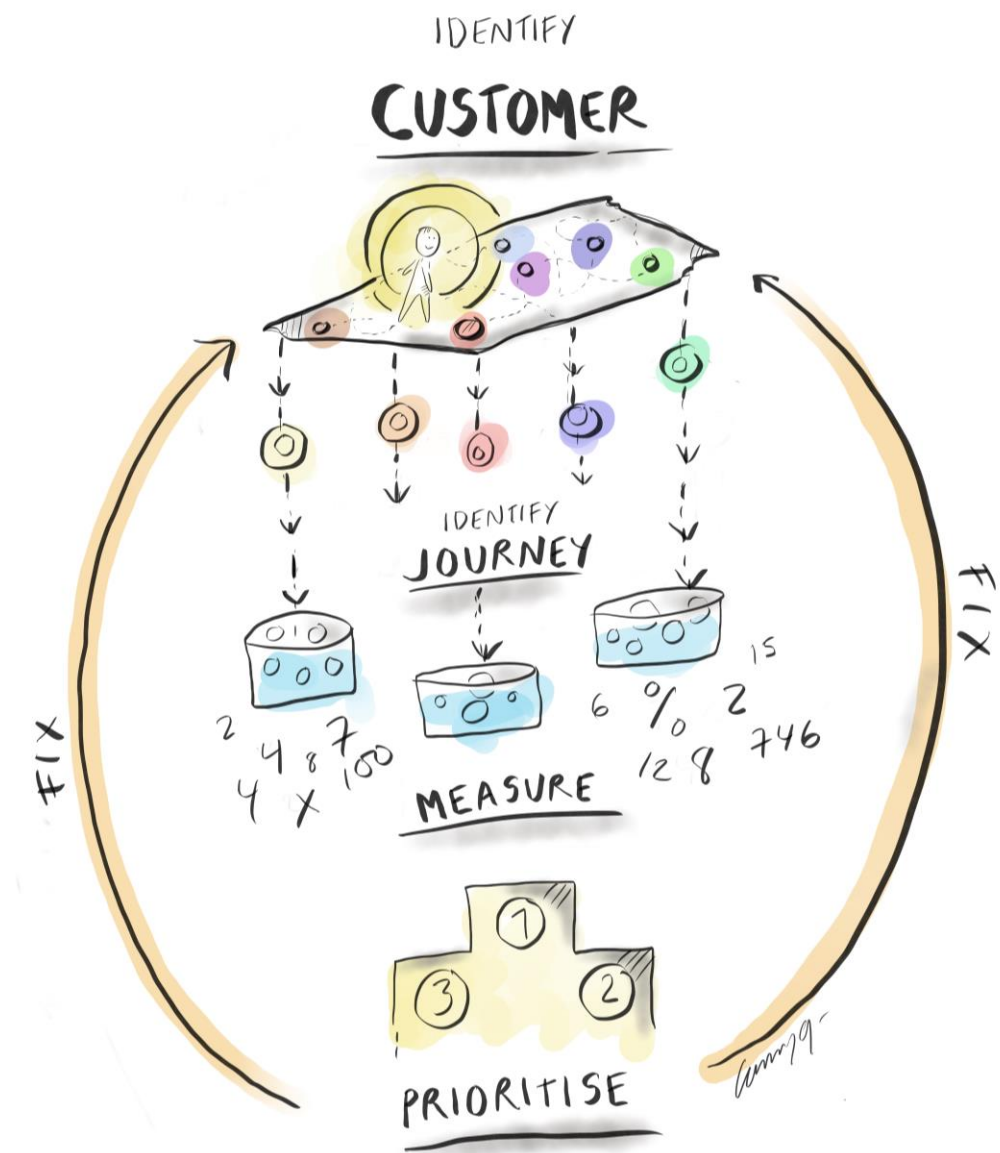 IDENTIFY
CUSTOMER
IDENTIFY
JOURNEY
FIX
FIX
2 4 8 7
4 X 100
6 % 2 15
12 8 746
MEASURE
1
3 2
PRIORITISE